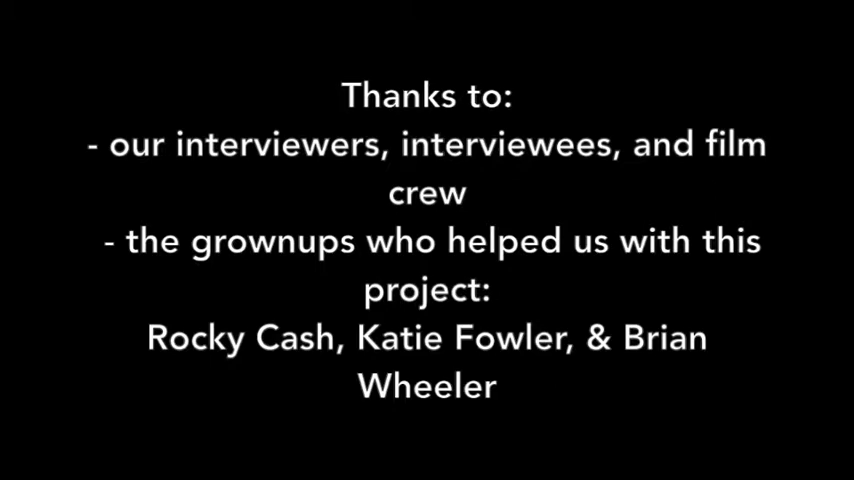 Thanks to:
- our interviewers, interviewees, and film
crew
- the grownups who helped us with this
project:
Rocky Cash, Katie Fowler, & Brian
Wheeler